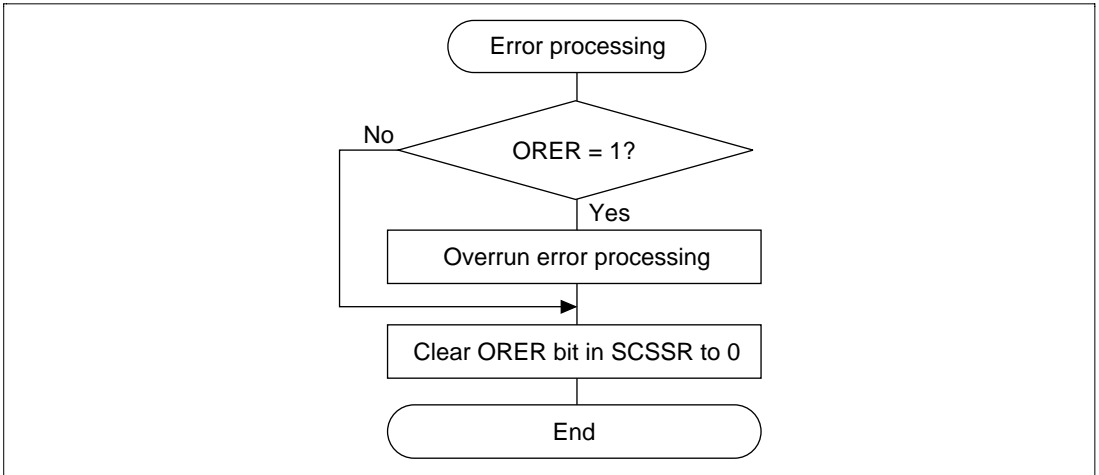 Error processing
No
ORER = 1?
Yes
Overrun error processing
Clear ORER bit in SCSSR to 0
End